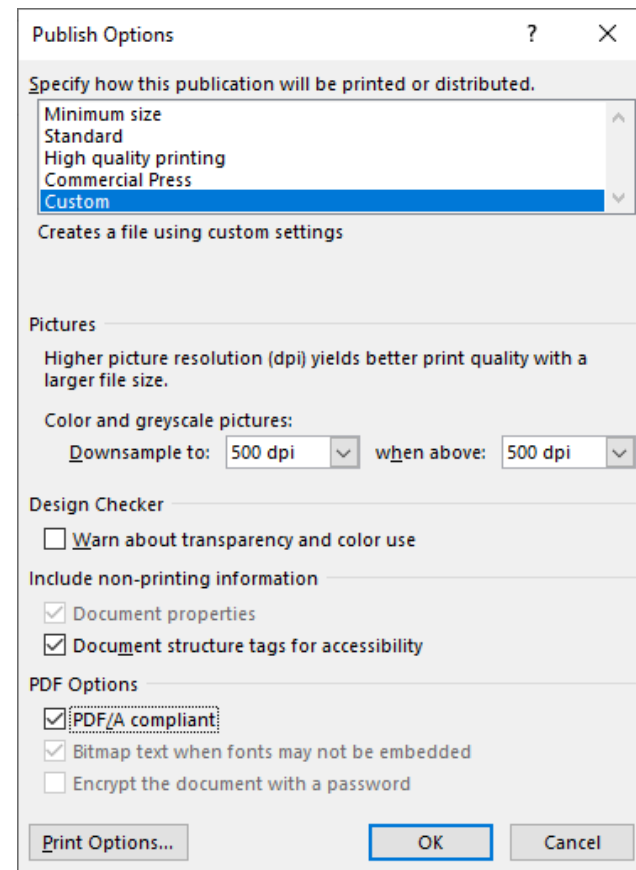 Publish Options
?
Specify how this publication will be printed or distributed.
Minimum size
Standard
High quality printing
Commercial Press
Custom
Creates a file using custom settings
Pictures
Higher picture resolution (dpi) yields better print quality with a
larger file size.
Color and greyscale pictures:
Downsample to: 500 dpi when above: 500 dpi
Design Checker
Warn about transparency and color use
Include non-printing information
Document properties
Document structure tags for accessibility
PDF Options
PDF/A compliant
Bitmap text when fonts may not be embedded
Encrypt the document with a password
Print Options... OK Cancel